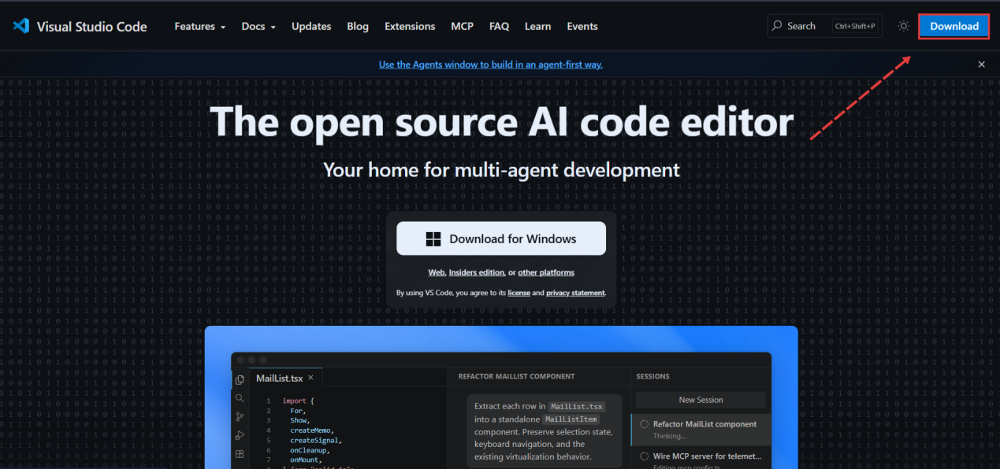 Visual Studio Code Features Docs Updates Blog Extensions MCP FAQ Learn Events Search Ctrl+Shift+P Download
Use the Agents window to build in an agent-first way.
The open source AI code editor
Your home for multi-agent development
Download for Windows
Web, Insiders edition, or other platforms
By using VS Code, you agree to its license and privacy statement.
MailList.tsx
1 import {
2 For,
3 Show,
4 createMemo,
5 createSignal,
6 onCleanup,
7 onMount,
REFACTOR MAILLIST COMPONENT
Extract each row in MailList.tsx
into a standalone MailListItem
component. Preserve selection state,
keyboard navigation, and the
existing virtualization behavior.
SESSIONS
New Session
Refactor MailList component
Thinking...
Wire MCP server for telemet...
Editing mcp.config.ts